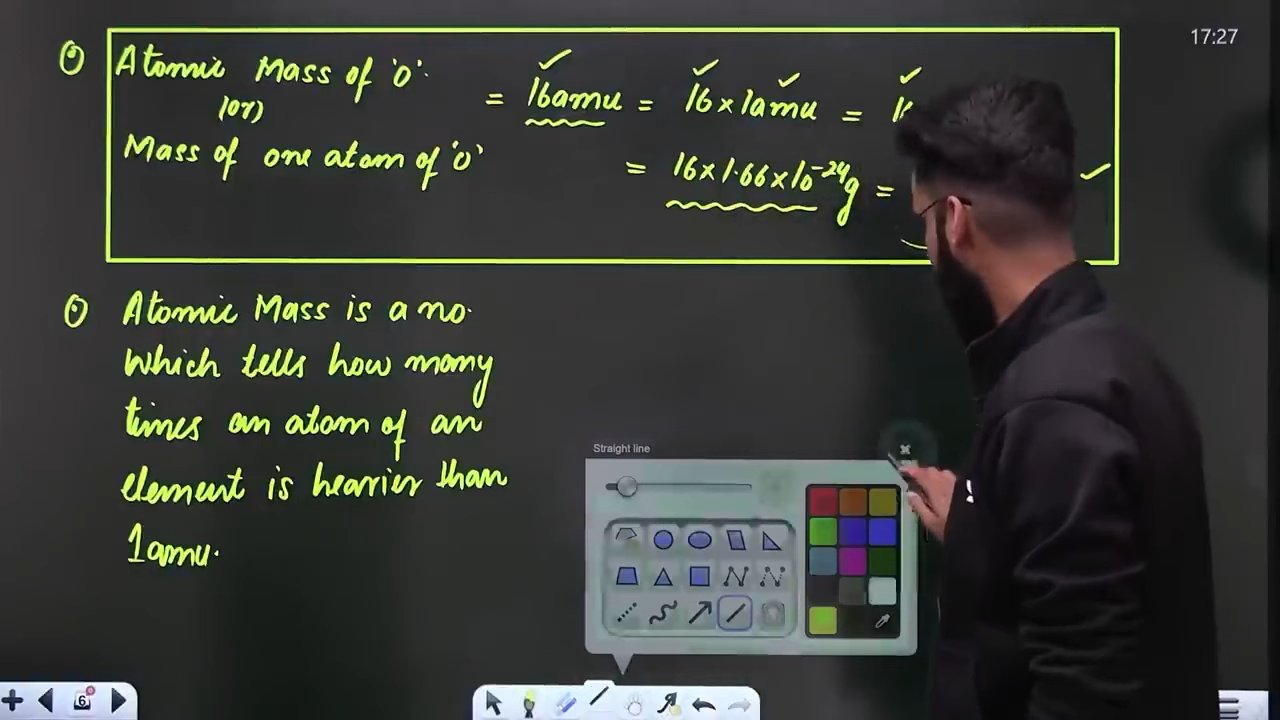 17:27
Atomic Mass of 'O'.
(or)
= 16amu = 16×1amu =
Mass of one atom of 'O'
= 16×1.66×10⁻²⁴g =
Atomic Mass is a no.
Which tells how many
times an atom of an
element is heavier than
1amu.
Straight line
6